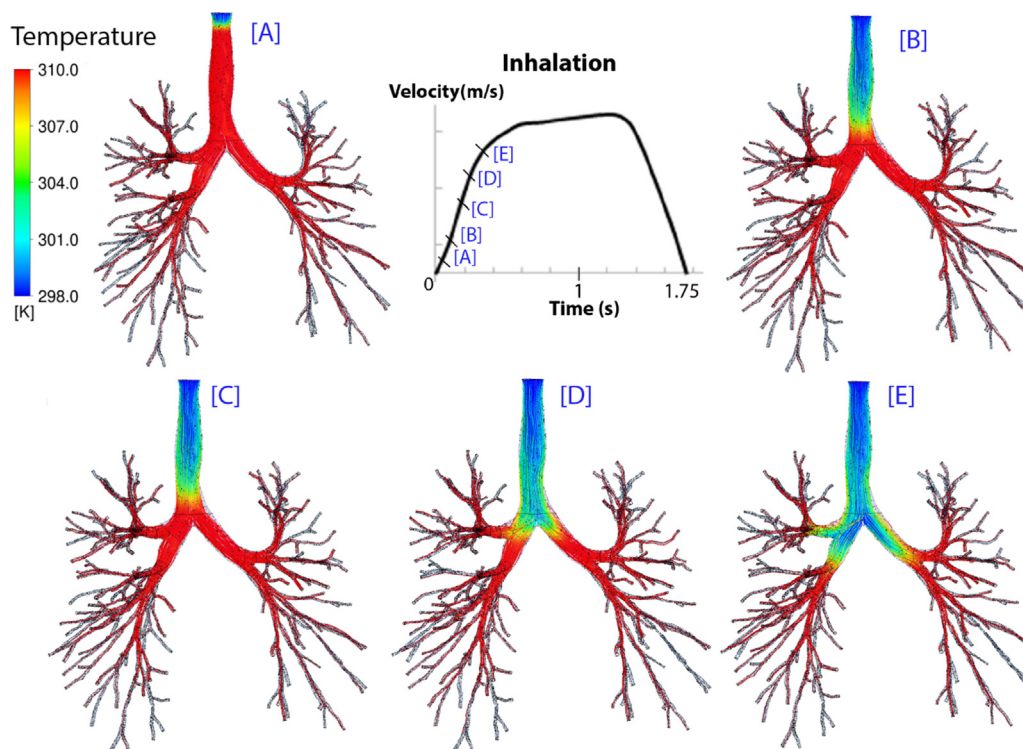 Temperature
310.0
307.0
304.0
301.0
298.0
[K]
[A]
Inhalation
Velocity(m/s)
[E]
[D]
[C]
[B]
[A]
0
1
1.75
Time (s)
[B]
[C]
[D]
[E]